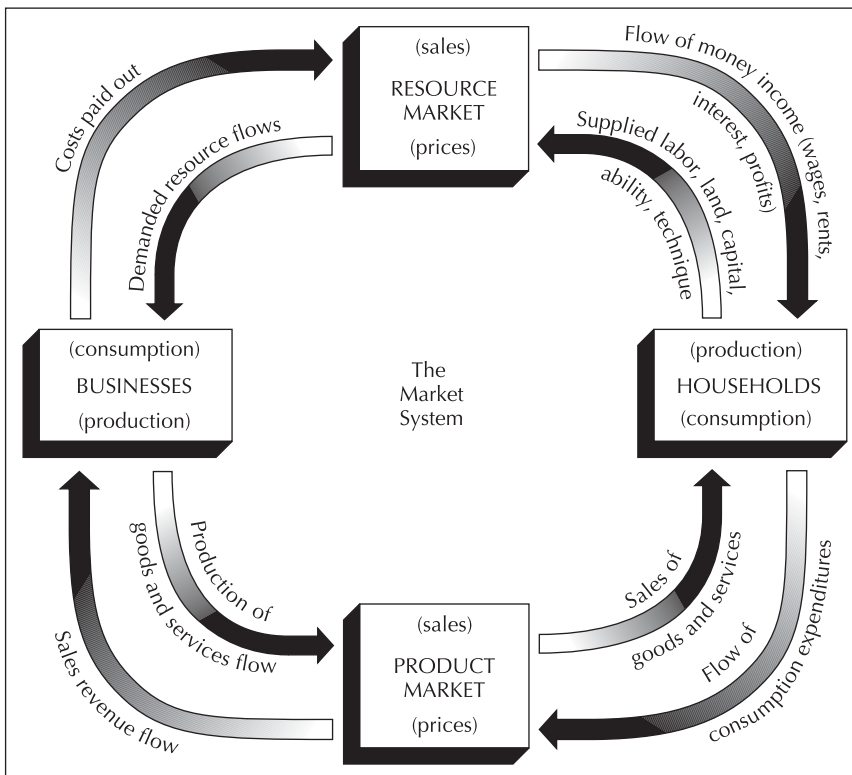 (sales)
RESOURCE
MARKET
(prices)
Costs paid out
Demanded resource flows
Flow of money income (wages, rents,
interest, profits)
Supplied labor, land, capital,
ability, technique
(consumption)
BUSINESSES
(production)
The
Market
System
(production)
HOUSEHOLDS
(consumption)
Production of
goods and services flow
Sales revenue flow
(sales)
PRODUCT
MARKET
(prices)
Sales of
goods and services
Flow of
consumption expenditures